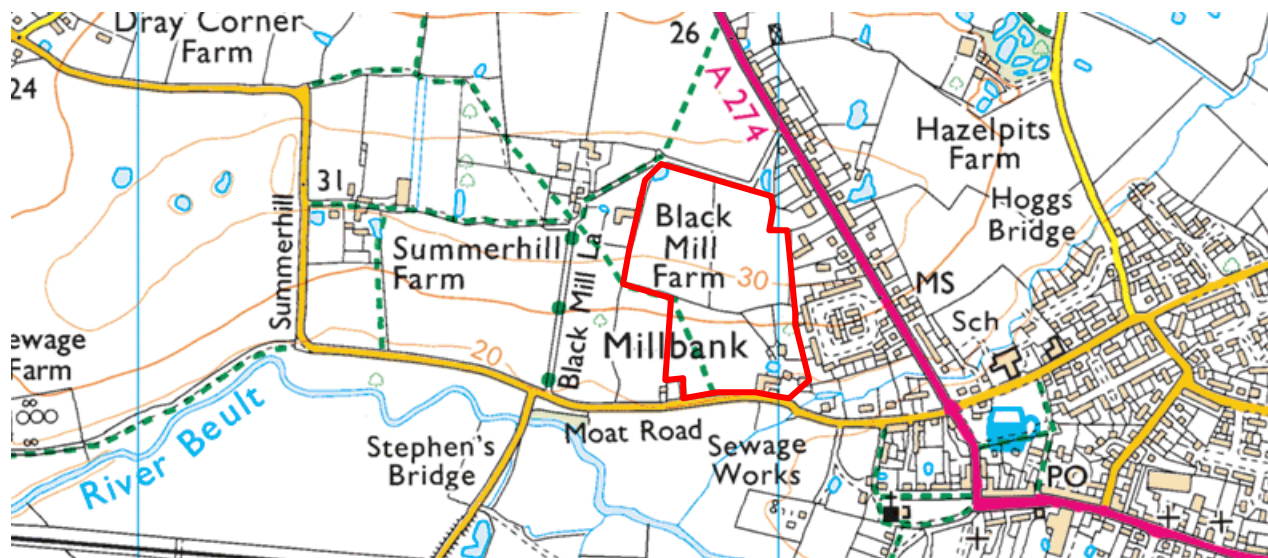 Dray Corner
Farm
26
24
A 274
Hazelpits
Farm
31
Hoggs
Bridge
Black
Mill
Farm
Summerhill
Summerhill
Farm
Black Mill La
30
MS
Sch
ewage
Farm
20
Millbank
River Beult
Moat Road
Stephen's
Bridge
Sewage
Works
PO